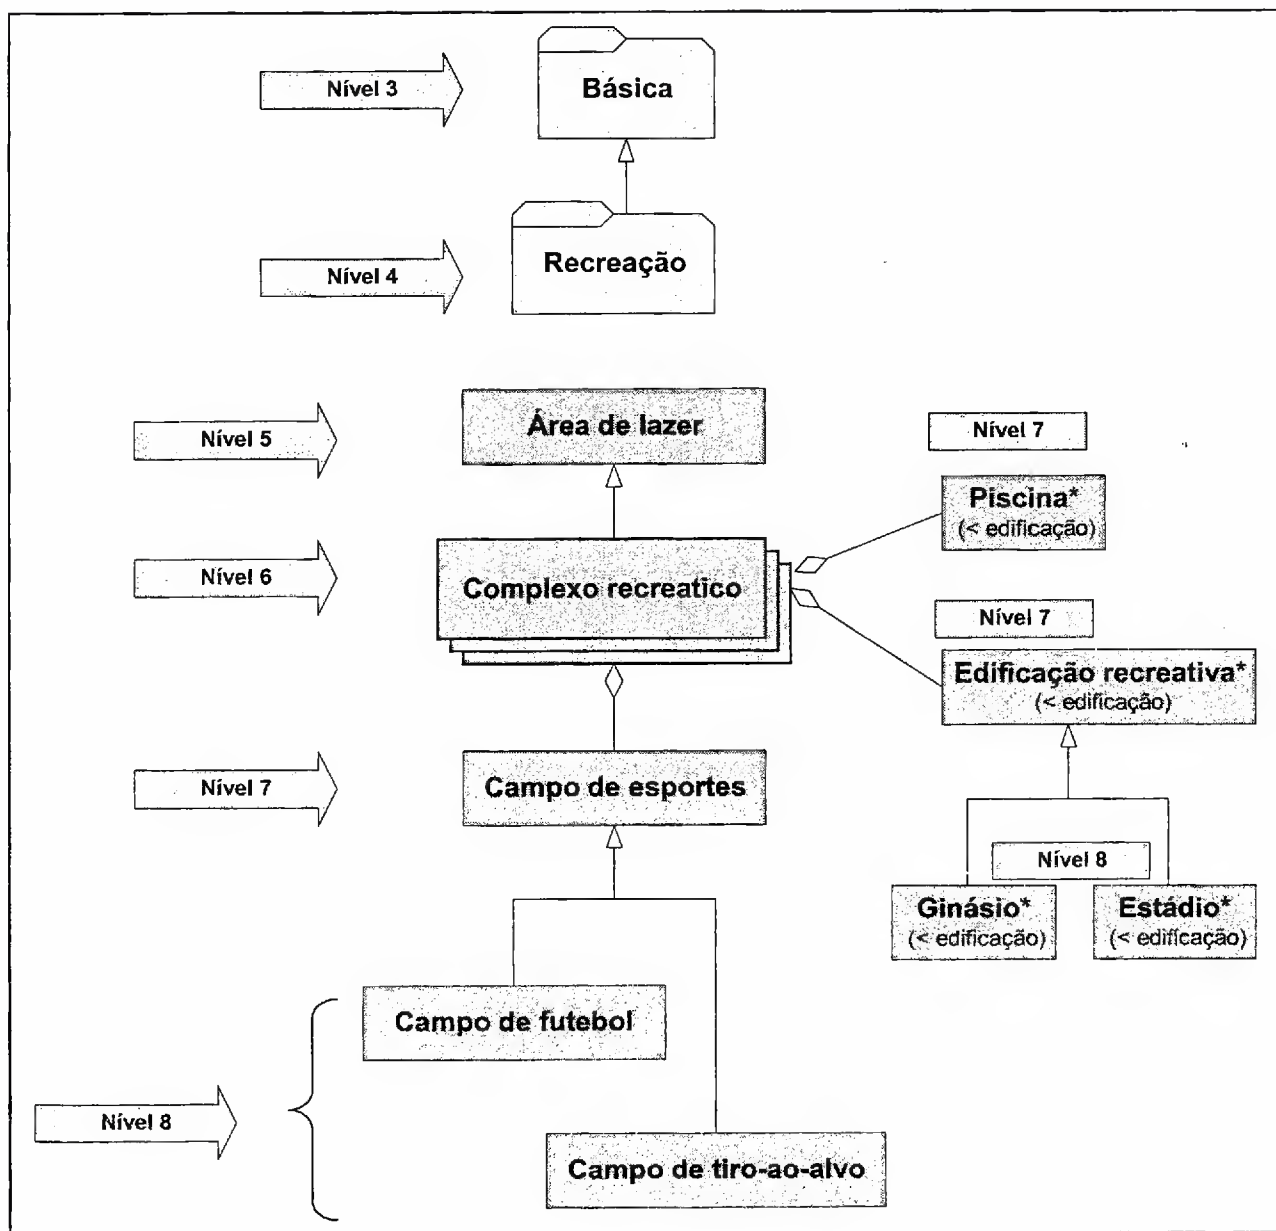 Nível 3
Básica
Nível 4
Recreação
Nível 5
Área de lazer
Nível 7
Piscina*
(< edificação)
Nível 6
Complexo recreatico
Nível 7
Edificação recreativa*
(< edificação)
Nível 7
Campo de esportes
Nível 8
Ginásio*
(< edificação)
Estádio*
(< edificação)
Campo de futebol
Nível 8
Campo de tiro-ao-alvo